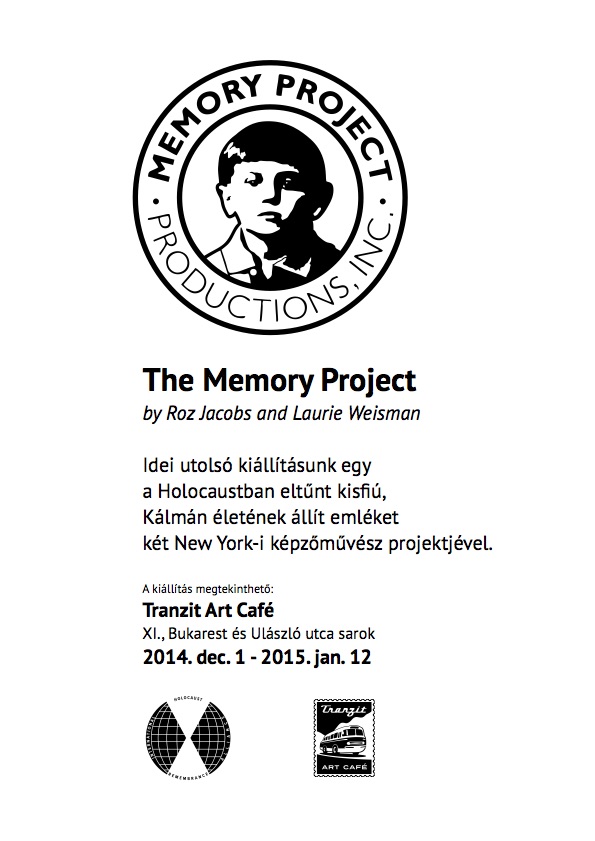 MEMORY PROJECT
PRODUCTIONS, INC.
The Memory Project
by Roz Jacobs and Laurie Weisman
Idei utolsó kiállításunk egy
a Holocaustban eltűnt kisfiú,
Kálmán életének állít emléket
két New York-i képzőművész projektjével.
A kiállítás megtekinthető:
Tranzit Art Café
XI., Bukarest és Ulászló utca sarok
2014. dec. 1 - 2015. jan. 12
HOLOCAUST
INTERNATIONAL
REMEMBRANCE
Tranzit
ART CAFÉ